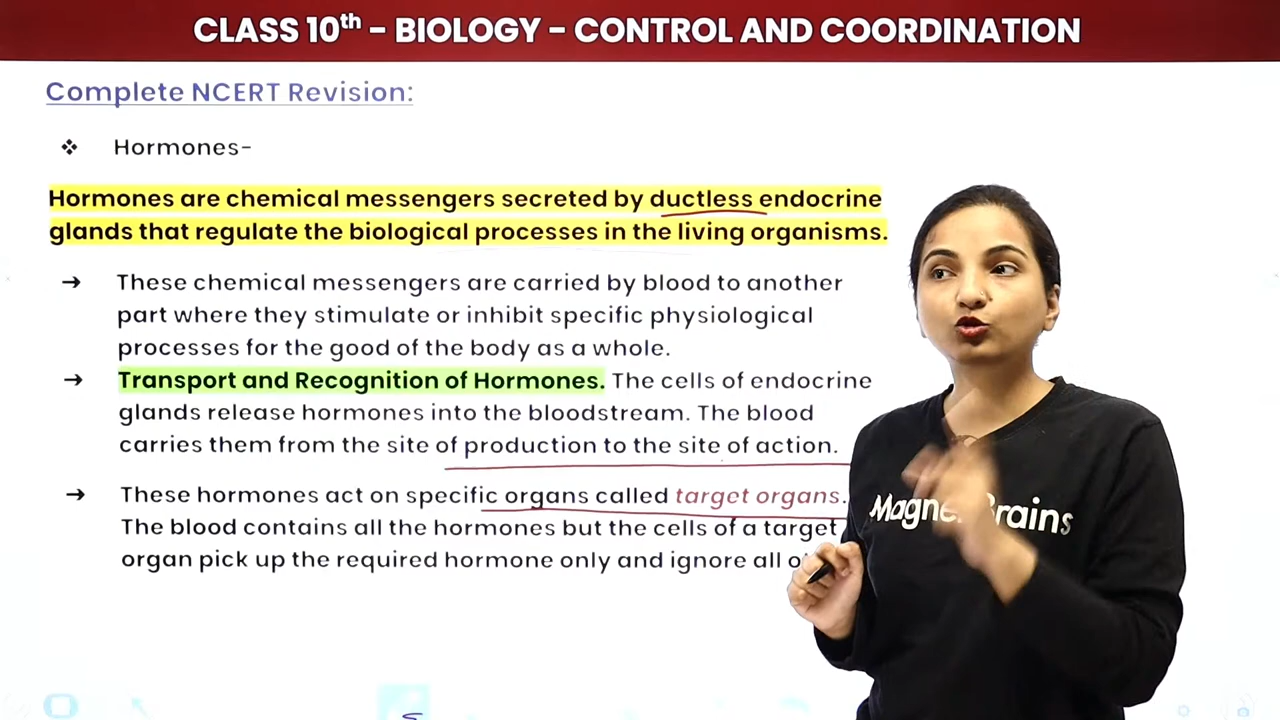 CLASS 10th - BIOLOGY - CONTROL AND COORDINATION
Complete NCERT Revision:
❖ Hormones-
Hormones are chemical messengers secreted by ductless endocrine
glands that regulate the biological processes in the living organisms.
→ These chemical messengers are carried by blood to another
part where they stimulate or inhibit specific physiological
processes for the good of the body as a whole.
→ Transport and Recognition of Hormones. The cells of endocrine
glands release hormones into the bloodstream. The blood
carries them from the site of production to the site of action.
→ These hormones act on specific organs called target organs.
The blood contains all the hormones but the cells of a target
organ pick up the required hormone only and ignore all